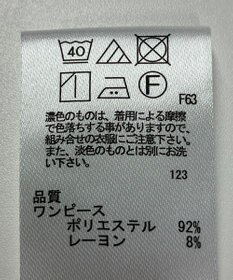 40
F
F63
濃色のものは、着用による摩擦
で色落ちする事がありますので、
組み合せの衣服にご注意下さい。
また、淡色のものとは別にお洗
い下さい。
123
品質
ワンピース
ポリエステル 92%
レーヨン 8%